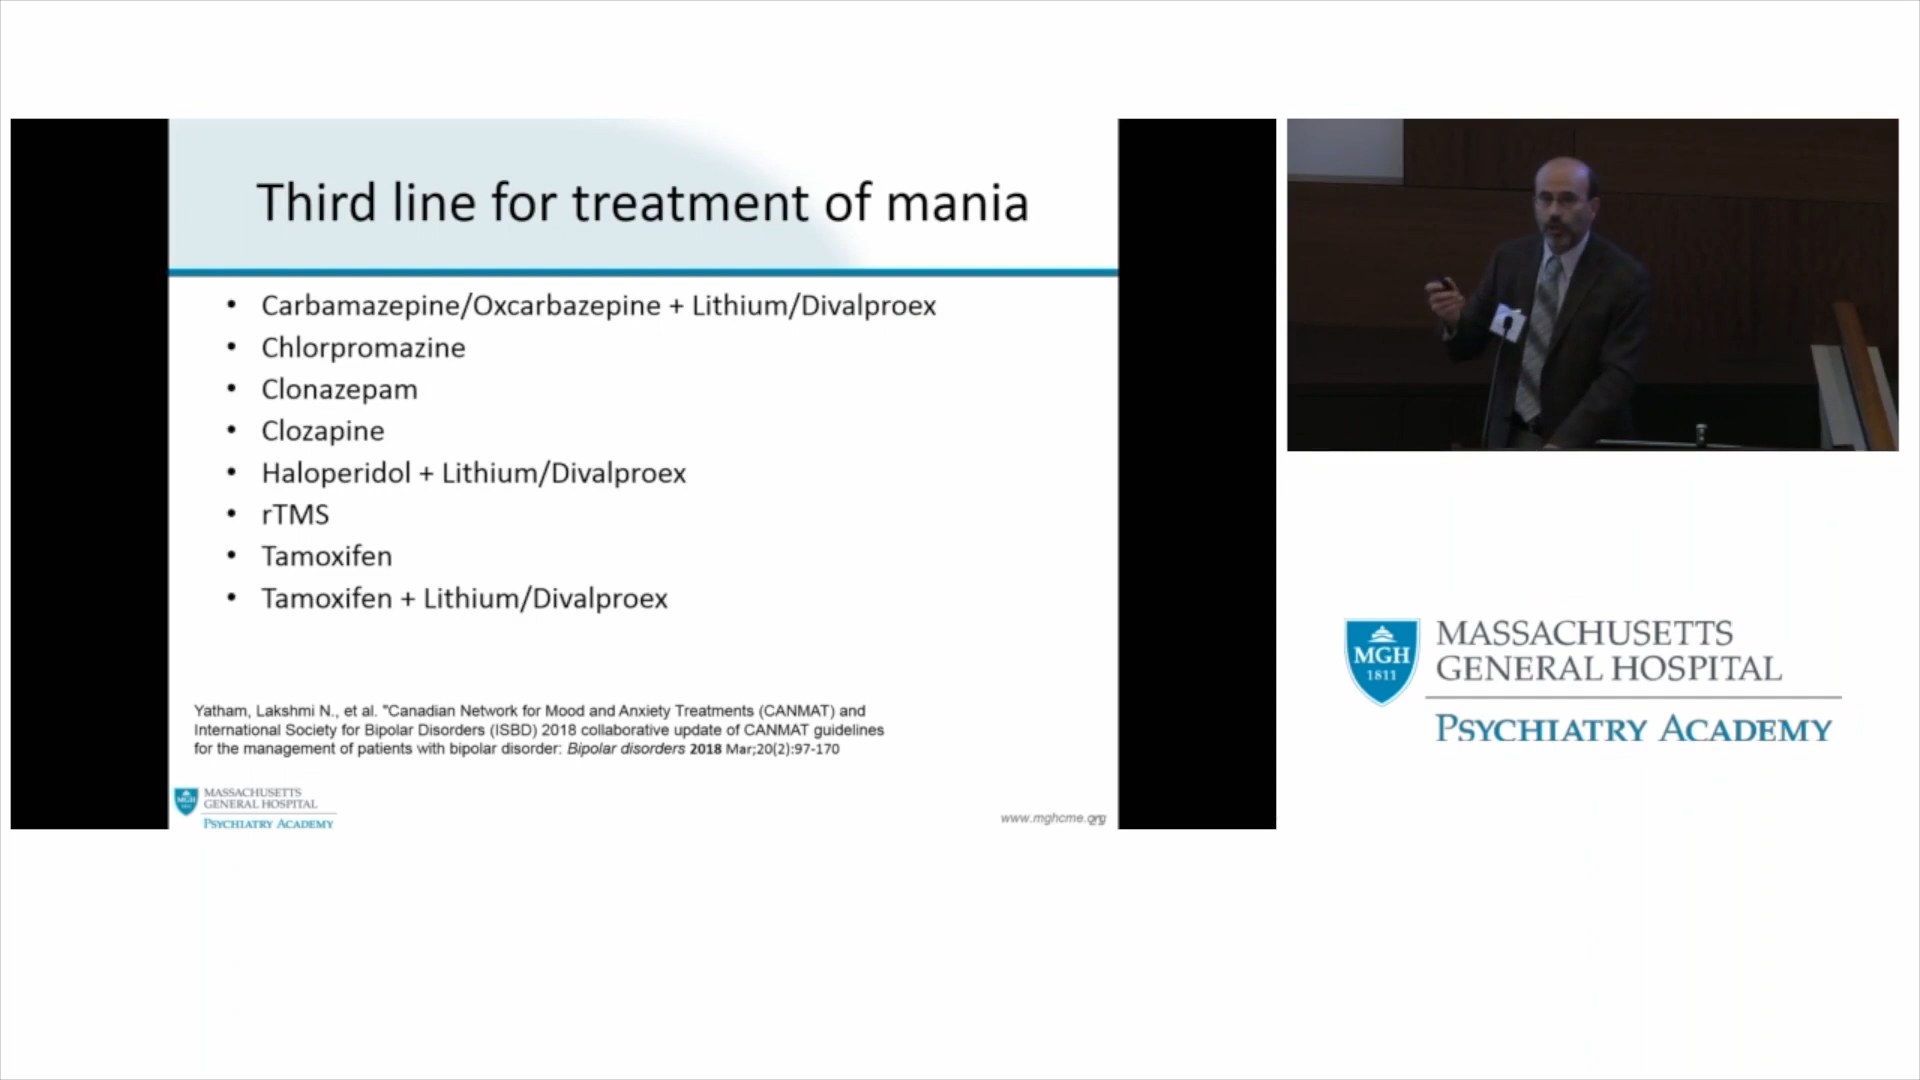 Third line for treatment of mania
• Carbamazepine/Oxcarbazepine + Lithium/Divalproex
• Chlorpromazine
• Clonazepam
• Clozapine
• Haloperidol + Lithium/Divalproex
• rTMS
• Tamoxifen
• Tamoxifen + Lithium/Divalproex
Yatham, Lakshmi N., et al. "Canadian Network for Mood and Anxiety Treatments (CANMAT) and
International Society for Bipolar Disorders (ISBD) 2018 collaborative update of CANMAT guidelines
for the management of patients with bipolar disorder: Bipolar disorders 2018 Mar;20(2):97-170
MGH
MASSACHUSETTS
GENERAL HOSPITAL
PSYCHIATRY ACADEMY
www.mghcme.org
MGH
1811
MASSACHUSETTS
GENERAL HOSPITAL
PSYCHIATRY ACADEMY